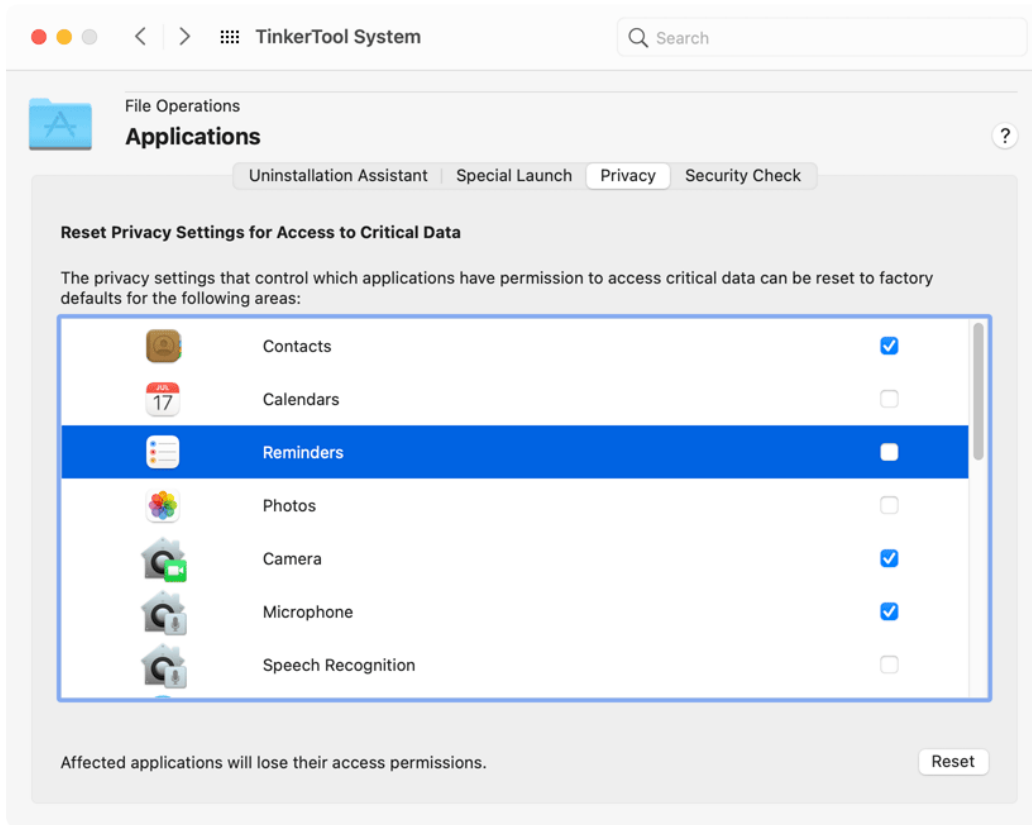 TinkerTool System
Search
File Operations
Applications
?
Uninstallation Assistant
Special Launch
Privacy
Security Check
Reset Privacy Settings for Access to Critical Data
The privacy settings that control which applications have permission to access critical data can be reset to factory
defaults for the following areas:
Contacts
JUL
17
Calendars
Reminders
Photos
Camera
Microphone
Speech Recognition
Affected applications will lose their access permissions.
Reset